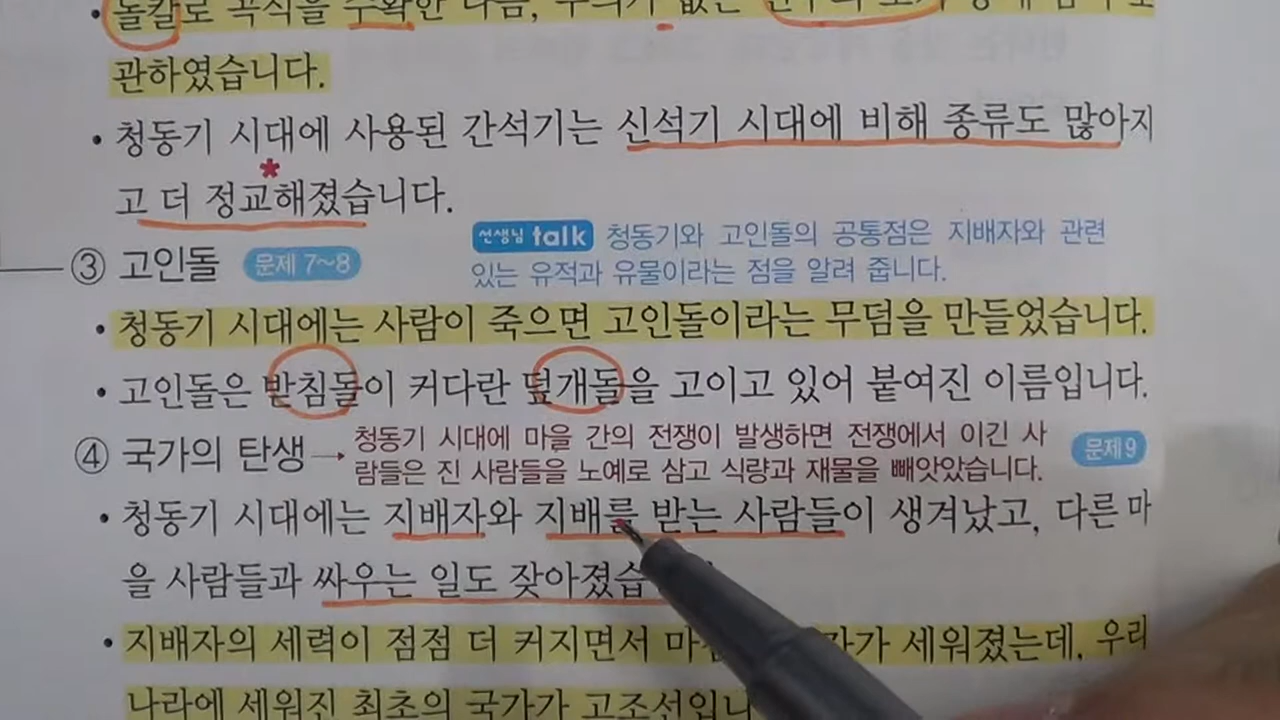 돌칼로 곡식을 수확한 다음,
관하였습니다.
• 청동기 시대에 사용된 간석기는 신석기 시대에 비해 종류도 많아지
고 더 정교해졌습니다.
선생님 talk 청동기와 고인돌의 공통점은 지배자와 관련
있는 유적과 유물이라는 점을 알려 줍니다.
③ 고인돌 문제 7~8
• 청동기 시대에는 사람이 죽으면 고인돌이라는 무덤을 만들었습니다.
• 고인돌은 받침돌이 커다란 덮개돌을 고이고 있어 붙여진 이름입니다.
④ 국가의 탄생 → 청동기 시대에 마을 간의 전쟁이 발생하면 전쟁에서 이긴 사 문제 9
람들은 진 사람들을 노예로 삼고 식량과 재물을 빼앗았습니다.
• 청동기 시대에는 지배자와 지배를 받는 사람들이 생겨났고, 다른 마
을 사람들과 싸우는 일도 잦아졌습
• 지배자의 세력이 점점 더 커지면서 세워졌는데, 우리
나라에 세워진 최초의 국가가 고조선입니